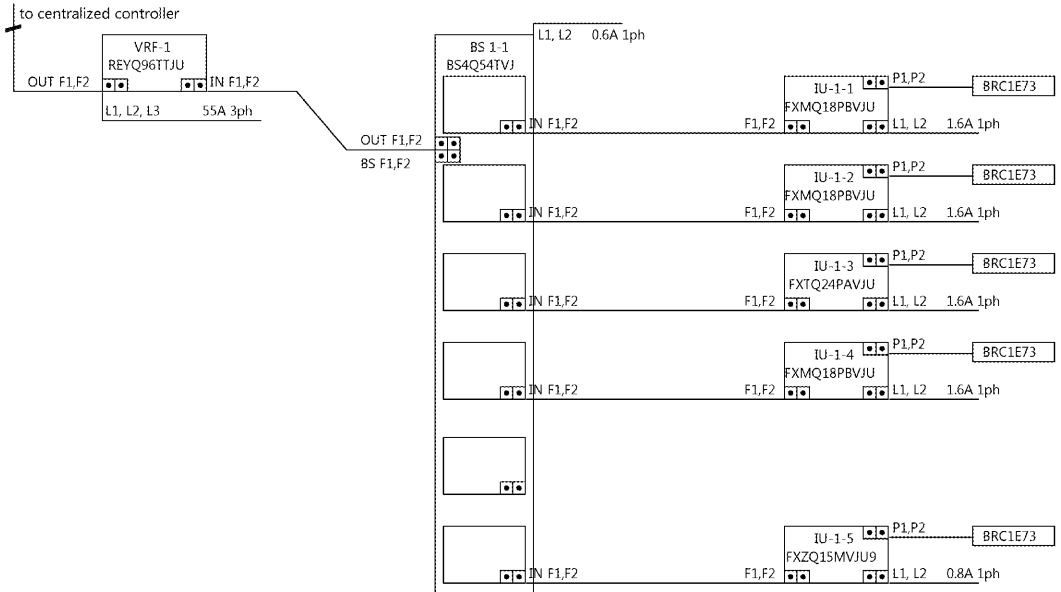 to centralized controller
VRF-1
REYQ96TTJU
OUT F1,F2
IN F1,F2
L1, L2, L3 55A 3ph
BS 1-1
BS4Q54TVJ
L1, L2 0.6A 1ph
OUT F1,F2
BS F1,F2
IN F1,F2
F1,F2
IU-1-1
FXMQ18PBVJU
P1,P2
BRC1E73
L1, L2 1.6A 1ph
IN F1,F2
F1,F2
IU-1-2
FXMQ18PBVJU
P1,P2
BRC1E73
L1, L2 1.6A 1ph
IN F1,F2
F1,F2
IU-1-3
FXTQ24PAVJU
P1,P2
BRC1E73
L1, L2 1.6A 1ph
IN F1,F2
F1,F2
IU-1-4
FXMQ18PBVJU
P1,P2
BRC1E73
L1, L2 1.6A 1ph
IN F1,F2
F1,F2
IU-1-5
FXZQ15MVJU9
P1,P2
BRC1E73
L1, L2 0.8A 1ph